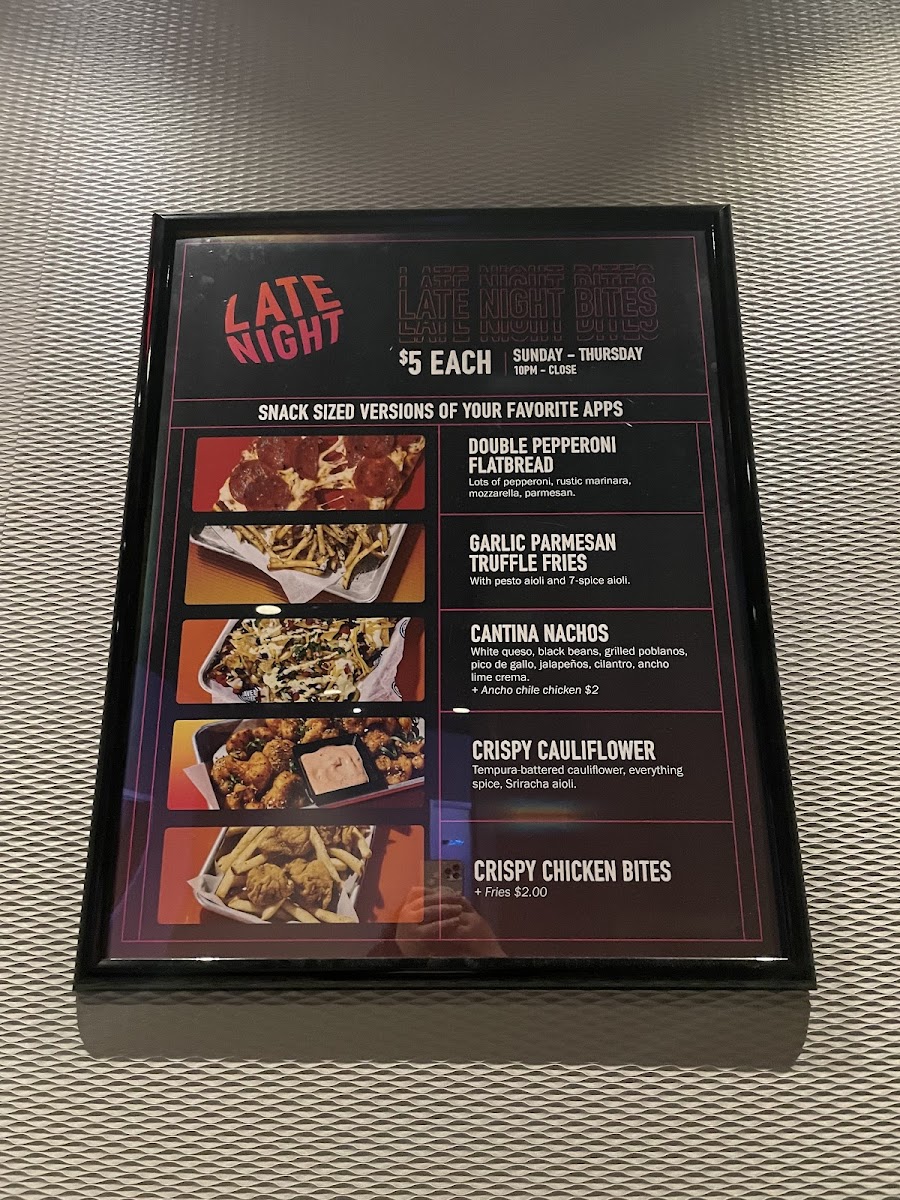 LATE
NIGHT
LATE NIGHT BITES
LATE NIGHT BITES
LATE NIGHT BITES
$5 EACH
SUNDAY – THURSDAY
10PM – CLOSE
SNACK SIZED VERSIONS OF YOUR FAVORITE APPS
DOUBLE PEPPERONI
FLATBREAD
Lots of pepperoni, rustic marinara,
mozzarella, parmesan.
GARLIC PARMESAN
TRUFFLE FRIES
With pesto aioli and 7-spice aioli.
CANTINA NACHOS
White queso, black beans, grilled poblanos,
pico de gallo, jalapeños, cilantro, ancho
lime crema.
+ Ancho chile chicken $2
CRISPY CAULIFLOWER
Tempura-battered cauliflower, everything
spice, Sriracha aioli.
CRISPY CHICKEN BITES
+ Fries $2.00